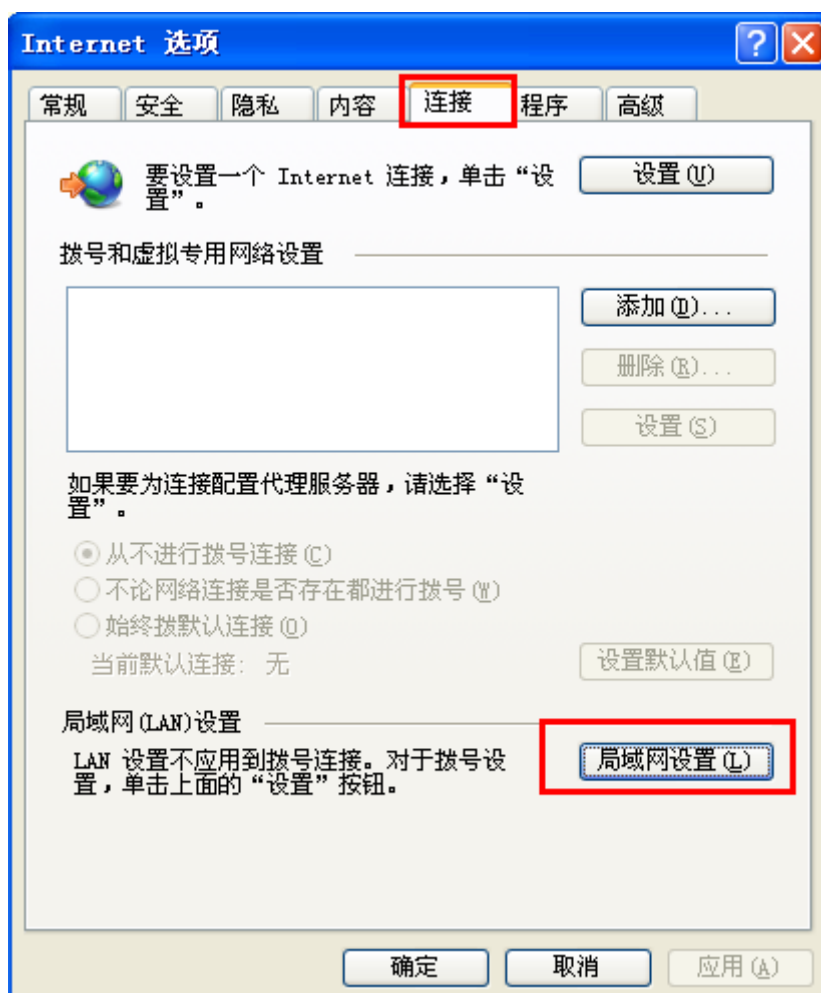 Internet 选项
常规 安全 隐私 内容 连接 程序 高级
要设置一个 Internet 连接，单击“设
置”。
设置(U)
拨号和虚拟专用网络设置
添加(D)...
删除(R)...
设置(S)
如果要为连接配置代理服务器，请选择“设
置”。
从不进行拨号连接(C)
不论网络连接是否存在都进行拨号(W)
始终拨默认连接(O)
当前默认连接: 无
设置默认值(E)
局域网(LAN)设置
LAN 设置不应用到拨号连接。对于拨号设
置，单击上面的“设置”按钮。
局域网设置(L)
确定 取消 应用(A)